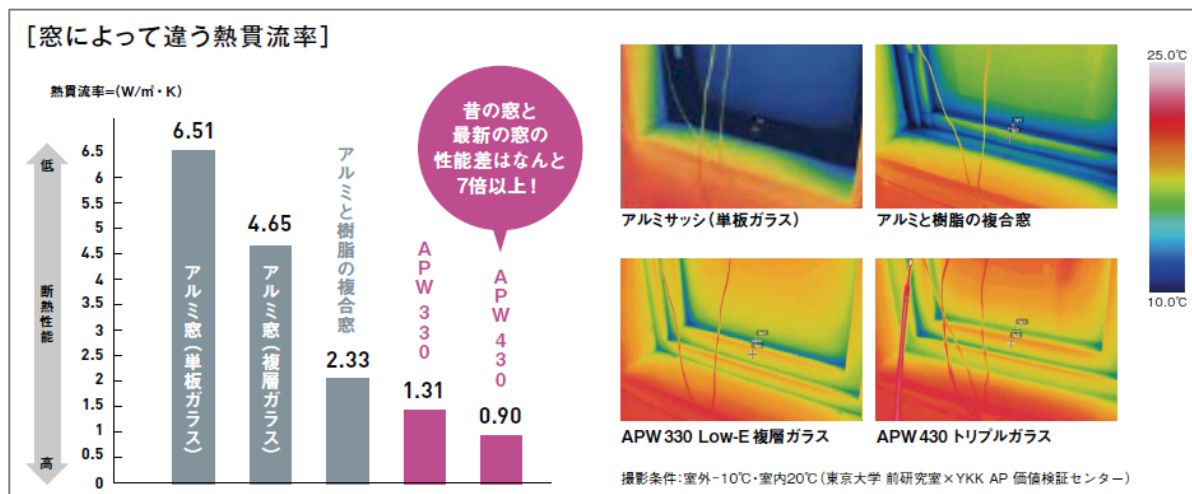 [窓によって違う熱貫流率]
熱貫流率=(W/㎡・K)
低
断熱性能
高
6.5
6
5.5
5
4.5
4
3.5
3
2.5
2
1.5
1
0.5
0
6.51
アルミ窓(単板ガラス)
4.65
アルミ窓(複層ガラス)
アルミと樹脂の複合窓
2.33
APW 330
1.31
APW 430
0.90
昔の窓と
最新の窓の
性能差はなんと
7倍以上!
アルミサッシ(単板ガラス)
アルミと樹脂の複合窓
APW 330 Low-E 複層ガラス
APW 430 トリプルガラス
25.0℃
10.0℃
撮影条件:室外-10℃・室内20℃(東京大学 前研究室×YKK AP 価値検証センター)